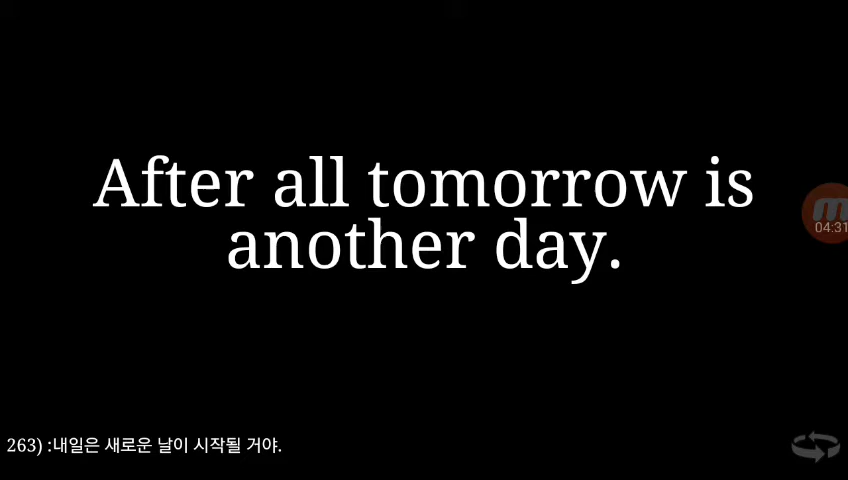 After all tomorrow is
another day.
04:31
263) :내일은 새로운 날이 시작될 거야.